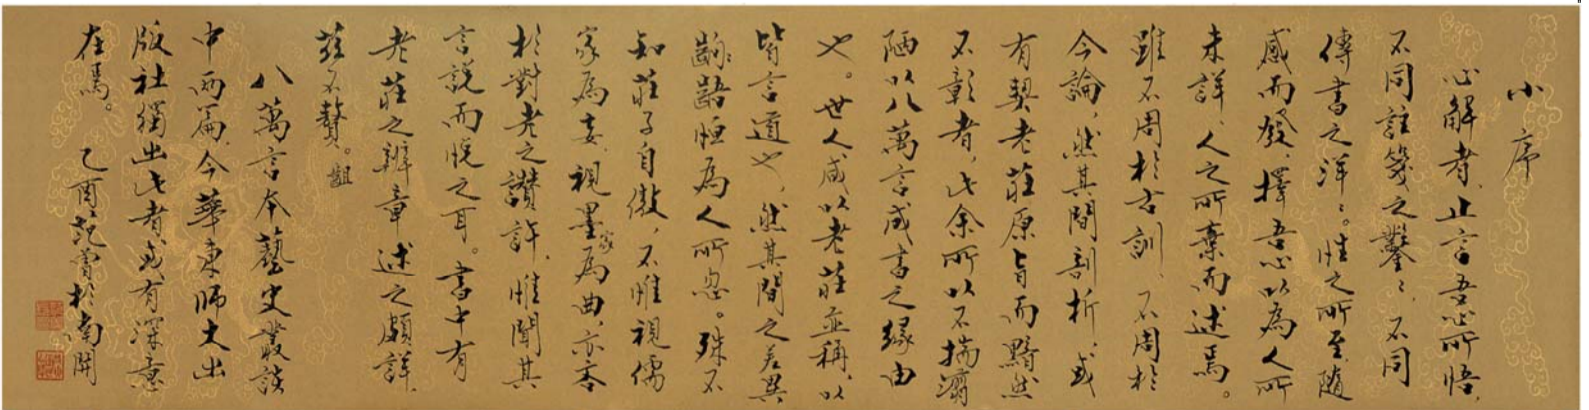 小序
心解者,止言吾心所悟,
不同註箋之鑿〻、不同
傳書之洋〻。性之所至,隨
感而發,擇吾心以為人所
未詳、人之所棄而述焉。
雖不周於古訓、不周於
今論,然其間剖析,或
有契老莊原旨而黯然
不彰者,此余所以不揣
陋以八萬言成書之緣由
也。世人咸以老莊並稱,以
皆言道也,然其間之差異
齟齬恒為人所忽。殊不
知莊子自傲,不惟視儒
家為妄,視墨家為曲,亦吝
於對老之讚許,惟聞其
言說而悅之耳。書中有
老莊之辨章述之頗詳,
茲不贅。齟
八萬言本藝史叢談
中兩篇,今華東師大出
版社獨出此者,或有深意
在焉。 乙酉,范曾於南開